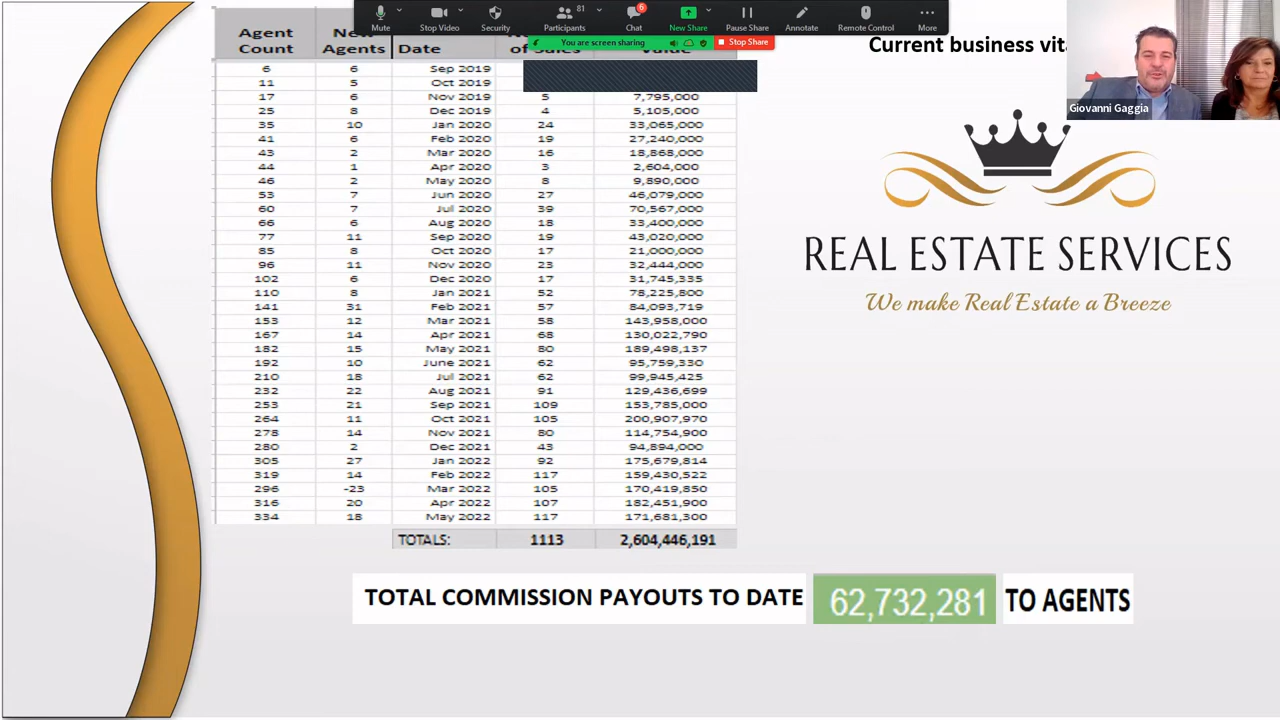 Mute
Stop Video
Security
81
Participants
6
Chat
New Share
Pause Share
Annotate
Remote Control
More
You are screen sharing
Stop Share
Agent Count
Agents
Date
of
Value
Current business
Giovanni Gaggia
6 6 Sep 2019
11 5 Oct 2019
17 6 Nov 2019 5 7,795,000
25 8 Dec 2019 4 5,105,000
35 10 Jan 2020 24 33,065,000
41 6 Feb 2020 19 27,240,000
43 2 Mar 2020 16 18,868,000
44 1 Apr 2020 3 2,604,000
46 2 May 2020 8 9,890,000
53 7 Jun 2020 27 46,079,000
60 7 Jul 2020 39 70,567,000
66 6 Aug 2020 18 33,400,000
77 11 Sep 2020 19 43,020,000
85 8 Oct 2020 17 21,000,000
96 11 Nov 2020 23 32,444,000
102 6 Dec 2020 17 31,745,335
110 8 Jan 2021 52 78,225,800
141 31 Feb 2021 57 84,093,719
153 12 Mar 2021 58 143,958,000
167 14 Apr 2021 68 130,022,790
182 15 May 2021 80 189,498,137
192 10 June 2021 62 95,759,330
210 18 Jul 2021 62 99,945,425
232 22 Aug 2021 91 129,436,699
253 21 Sep 2021 109 153,785,000
264 11 Oct 2021 105 200,907,970
278 14 Nov 2021 80 114,754,900
280 2 Dec 2021 43 94,894,000
305 27 Jan 2022 92 175,679,814
319 14 Feb 2022 117 159,430,522
296 -23 Mar 2022 105 170,419,850
316 20 Apr 2022 107 182,451,900
334 18 May 2022 117 171,681,300
TOTALS: 1113 2,604,446,191
REAL ESTATE SERVICES
We make Real Estate a Breeze
TOTAL COMMISSION PAYOUTS TO DATE 62,732,281 TO AGENTS